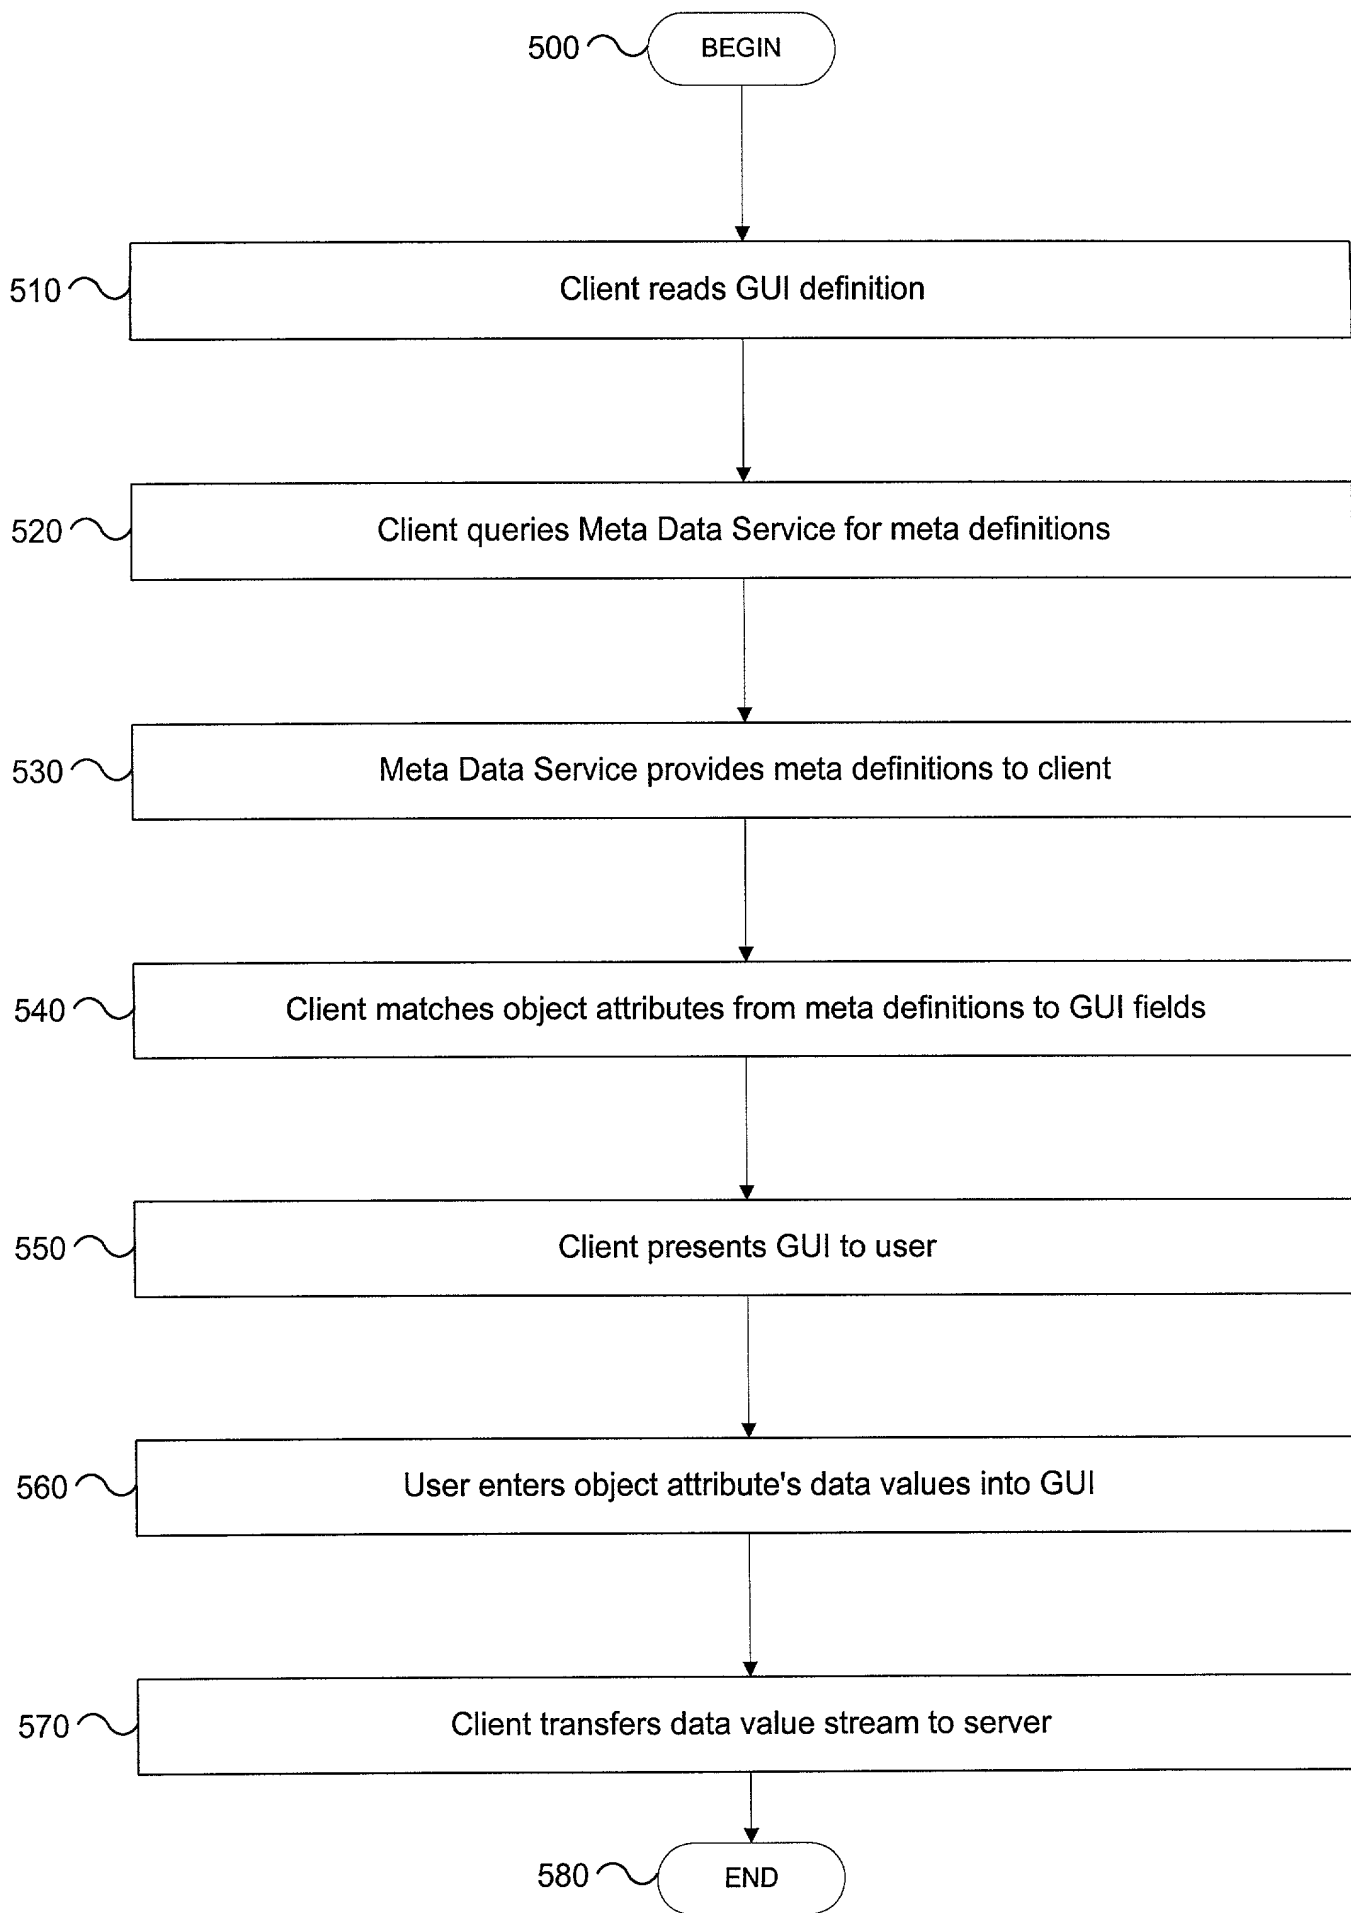 500 BEGIN
510 Client reads GUI definition
520 Client queries Meta Data Service for meta definitions
530 Meta Data Service provides meta definitions to client
540 Client matches object attributes from meta definitions to GUI fields
550 Client presents GUI to user
560 User enters object attribute's data values into GUI
570 Client transfers data value stream to server
580 END